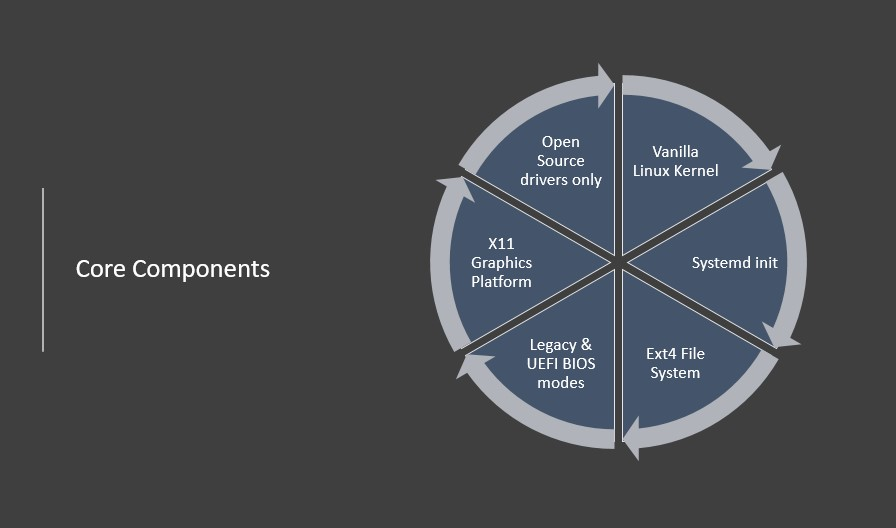 Core Components
Open
Source
drivers only
Vanilla
Linux Kernel
X11
Graphics
Platform
Systemd init
Legacy &
UEFI BIOS
modes
Ext4 File
System